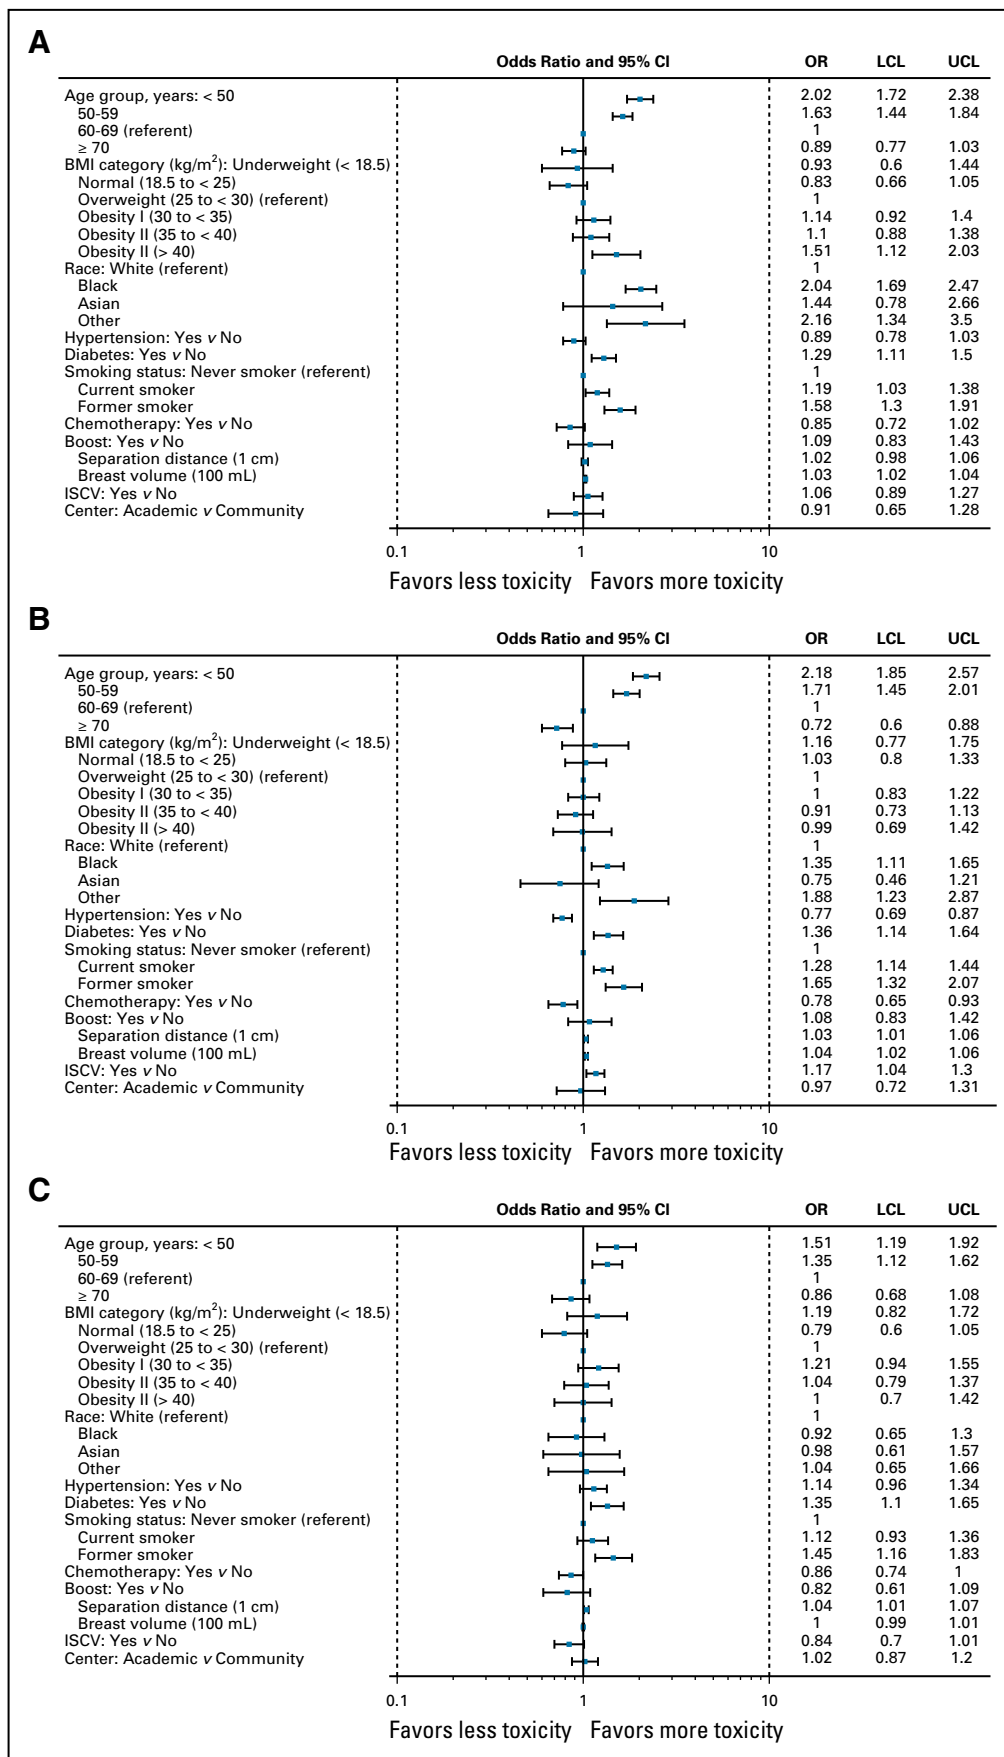 A
Odds Ratio and 95% CI OR LCL UCL
Age group, years: < 50 2.02 1.72 2.38
50-59 1.63 1.44 1.84
60-69 (referent) 1
≥ 70 0.89 0.77 1.03
BMI category (kg/m²): Underweight (< 18.5) 0.93 0.6 1.44
Normal (18.5 to < 25) 0.83 0.66 1.05
Overweight (25 to < 30) (referent) 1
Obesity I (30 to < 35) 1.14 0.92 1.4
Obesity II (35 to < 40) 1.1 0.88 1.38
Obesity II (> 40) 1.51 1.12 2.03
Race: White (referent) 1
Black 2.04 1.69 2.47
Asian 1.44 0.78 2.66
Other 2.16 1.34 3.5
Hypertension: Yes v No 0.89 0.78 1.03
Diabetes: Yes v No 1.29 1.11 1.5
Smoking status: Never smoker (referent) 1
Current smoker 1.19 1.03 1.38
Former smoker 1.58 1.3 1.91
Chemotherapy: Yes v No 0.85 0.72 1.02
Boost: Yes v No 1.09 0.83 1.43
Separation distance (1 cm) 1.02 0.98 1.06
Breast volume (100 mL) 1.03 1.02 1.04
ISCV: Yes v No 1.06 0.89 1.27
Center: Academic v Community 0.91 0.65 1.28
0.1 1 10
Favors less toxicity Favors more toxicity
B
Odds Ratio and 95% CI OR LCL UCL
Age group, years: < 50 2.18 1.85 2.57
50-59 1.71 1.45 2.01
60-69 (referent) 1
≥ 70 0.72 0.6 0.88
BMI category (kg/m²): Underweight (< 18.5) 1.16 0.77 1.75
Normal (18.5 to < 25) 1.03 0.8 1.33
Overweight (25 to < 30) (referent) 1
Obesity I (30 to < 35) 1 0.83 1.22
Obesity II (35 to < 40) 0.91 0.73 1.13
Obesity II (> 40) 0.99 0.69 1.42
Race: White (referent) 1
Black 1.35 1.11 1.65
Asian 0.75 0.46 1.21
Other 1.88 1.23 2.87
Hypertension: Yes v No 0.77 0.69 0.87
Diabetes: Yes v No 1.36 1.14 1.64
Smoking status: Never smoker (referent) 1
Current smoker 1.28 1.14 1.44
Former smoker 1.65 1.32 2.07
Chemotherapy: Yes v No 0.78 0.65 0.93
Boost: Yes v No 1.08 0.83 1.42
Separation distance (1 cm) 1.03 1.01 1.06
Breast volume (100 mL) 1.04 1.02 1.06
ISCV: Yes v No 1.17 1.04 1.3
Center: Academic v Community 0.97 0.72 1.31
0.1 1 10
Favors less toxicity Favors more toxicity
C
Odds Ratio and 95% CI OR LCL UCL
Age group, years: < 50 1.51 1.19 1.92
50-59 1.35 1.12 1.62
60-69 (referent) 1
≥ 70 0.86 0.68 1.08
BMI category (kg/m²): Underweight (< 18.5) 1.19 0.82 1.72
Normal (18.5 to < 25) 0.79 0.6 1.05
Overweight (25 to < 30) (referent) 1
Obesity I (30 to < 35) 1.21 0.94 1.55
Obesity II (35 to < 40) 1.04 0.79 1.37
Obesity II (> 40) 1 0.7 1.42
Race: White (referent) 1
Black 0.92 0.65 1.3
Asian 0.98 0.61 1.57
Other 1.04 0.65 1.66
Hypertension: Yes v No 1.14 0.96 1.34
Diabetes: Yes v No 1.35 1.1 1.65
Smoking status: Never smoker (referent) 1
Current smoker 1.12 0.93 1.36
Former smoker 1.45 1.16 1.83
Chemotherapy: Yes v No 0.86 0.74 1
Boost: Yes v No 0.82 0.61 1.09
Separation distance (1 cm) 1.04 1.01 1.07
Breast volume (100 mL) 1 0.99 1.01
ISCV: Yes v No 0.84 0.7 1.01
Center: Academic v Community 1.02 0.87 1.2
0.1 1 10
Favors less toxicity Favors more toxicity